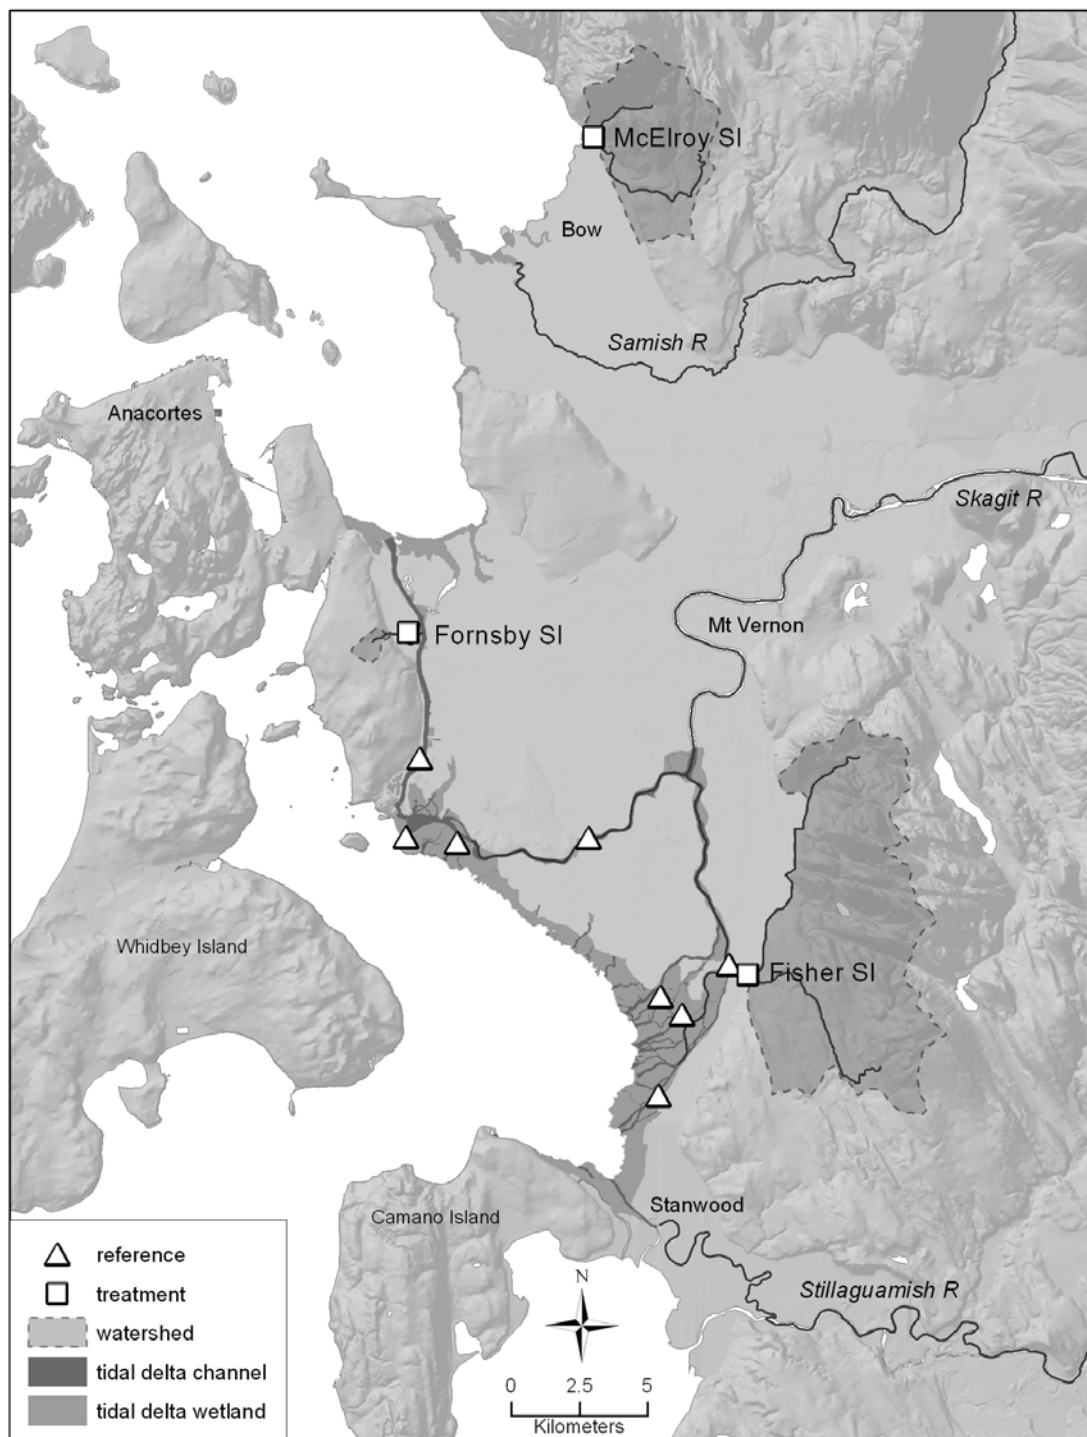 McElroy Sl
Bow
Samish R
Anacortes
Skagit R
Mt Vernon
Fornsby Sl
Whidbey Island
Fisher Sl
Stanwood
Camano Island
Stillaguamish R
reference
treatment
watershed
tidal delta channel
tidal delta wetland
N
0 2.5 5
Kilometers